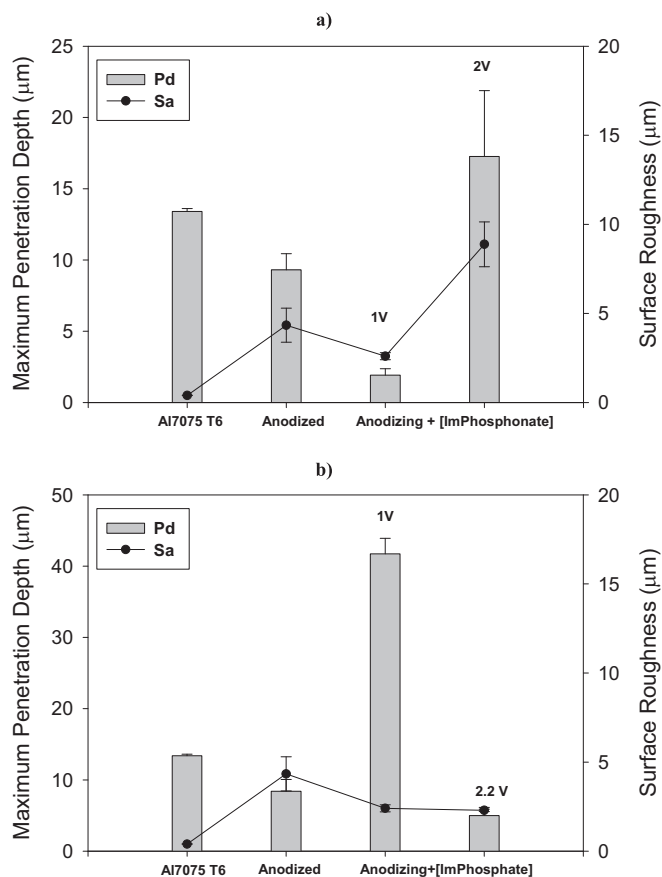 a)
25
20
15
10
5
0
Maximum Penetration Depth (μm)
Pd
Sa
1V
2V
20
15
10
5
0
Surface Roughness (μm)
Al7075 T6 Anodized Anodizing + [ImPhosphonate]
b)
50
40
30
20
10
0
Maximum Penetration Depth (μm)
Pd
Sa
1V
2.2 V
20
15
10
5
0
Surface Roughness (μm)
Al7075 T6 Anodized Anodizing+[ImPhosphate]